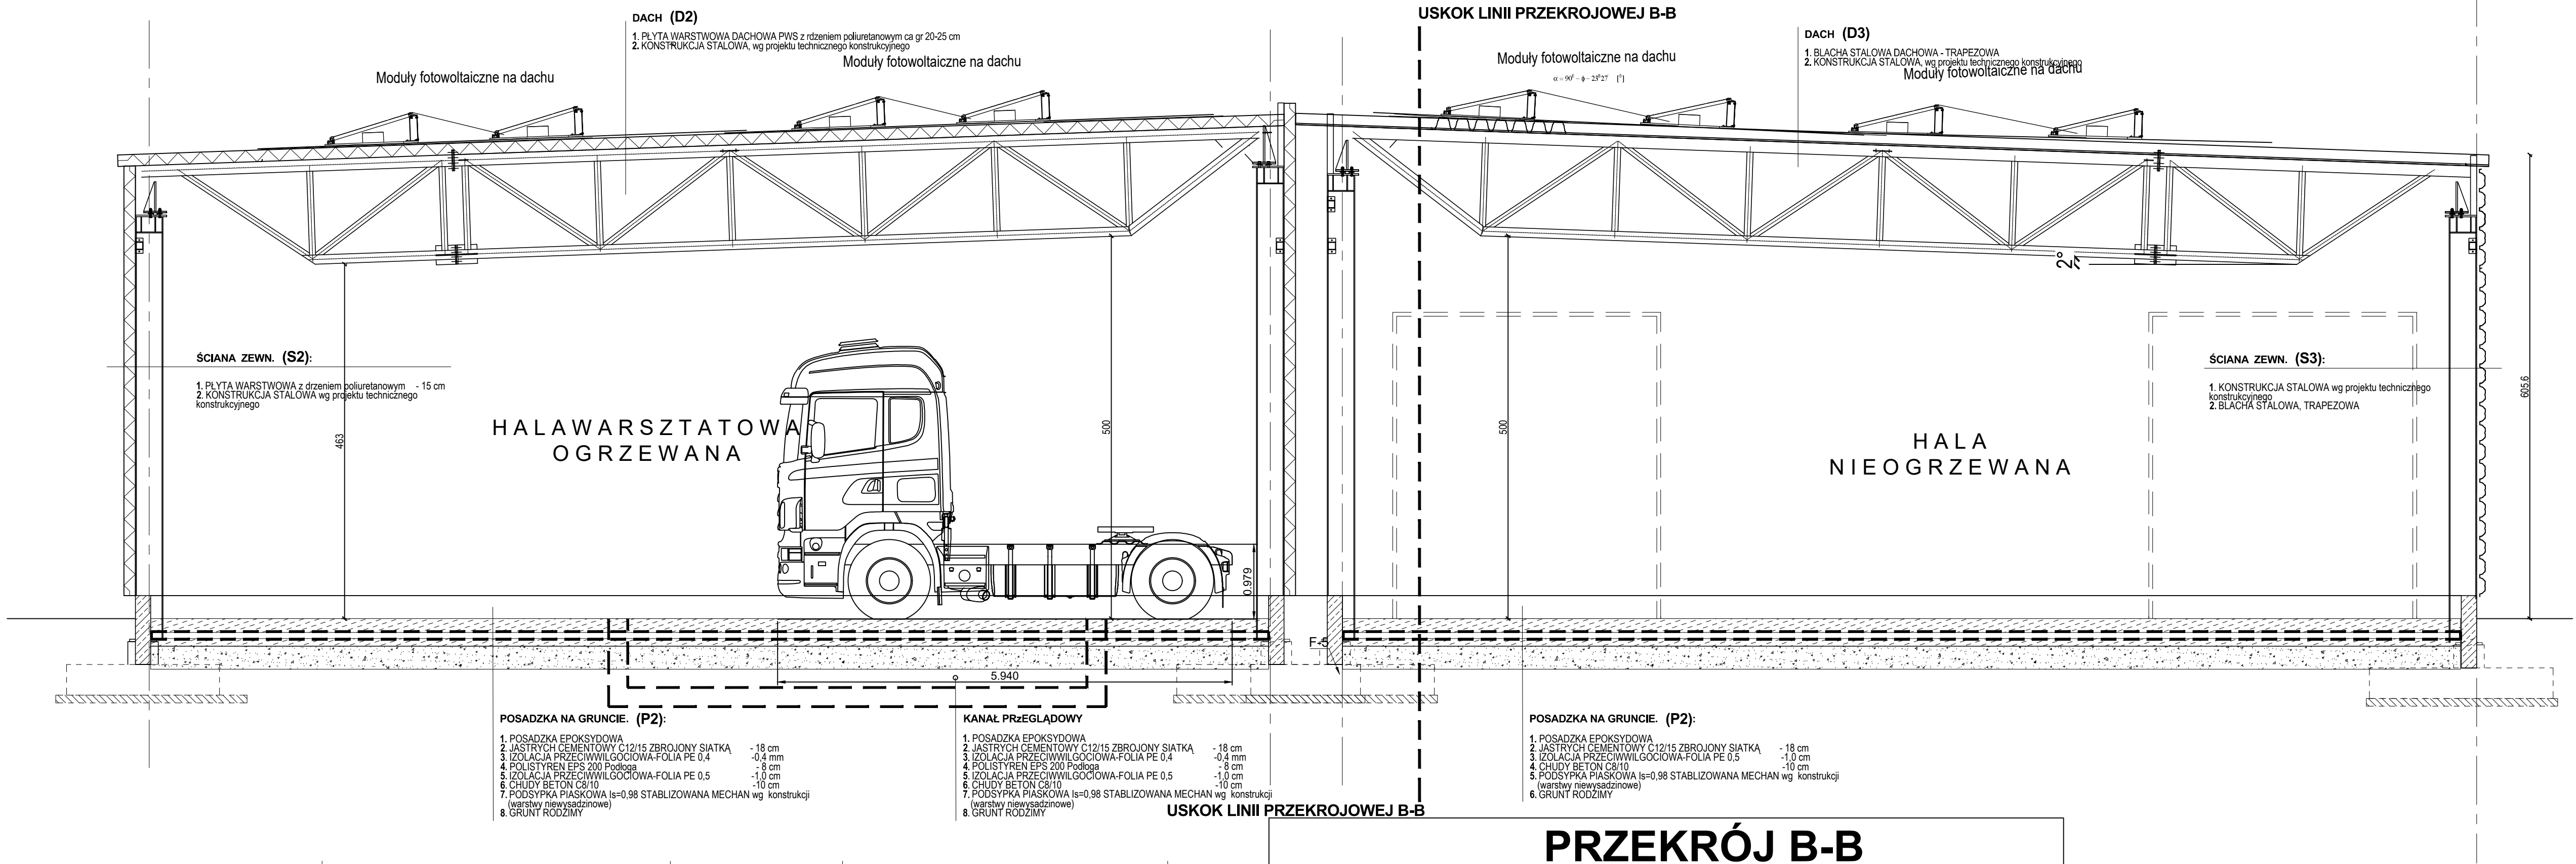 DACH (D2)
1. PŁYTA WARSTWOWA DACHOWA PWS z rdzeniem poliuretanowym ca gr 20-25 cm
2. KONSTRUKCJA STALOWA, wg projektu technicznego konstrukcyjnego
Moduły fotowoltaiczne na dachu
Moduły fotowoltaiczne na dachu
USKOK LINII PRZEKROJOWEJ B-B
Moduły fotowoltaiczne na dachu
α = 90⁰ – ϕ – 23⁰27' [⁰]
DACH (D3)
1. BLACHA STALOWA DACHOWA - TRAPEZOWA
2. KONSTRUKCJA STALOWA, wg projektu technicznego konstrukcyjnego
Moduły fotowoltaiczne na dachu
2°
ŚCIANA ZEWN. (S2):
1. PŁYTA WARSTWOWA z drzeniem poliuretanowym - 15 cm
2. KONSTRUKCJA STALOWA wg projektu technicznego
konstrukcyjnego
463
HALAWARSZTATOWA
OGRZEWANA
500
0.979
5.940
500
HALA
NIEOGRZEWANA
ŚCIANA ZEWN. (S3):
1. KONSTRUKCJA STALOWA wg projektu technicznego
konstrukcyjnego
2. BLACHA STALOWA, TRAPEZOWA
605.6
F-5
POSADZKA NA GRUNCIE. (P2):
1. POSADZKA EPOKSYDOWA
2. JASTRYCH CEMENTOWY C12/15 ZBROJONY SIATKĄ - 18 cm
3. IZOLACJA PRZECIWWILGOCIOWA-FOLIA PE 0,4 -0,4 mm
4. POLISTYREN EPS 200 Podłoga - 8 cm
5. IZOLACJA PRZECIWWILGOCIOWA-FOLIA PE 0,5 -1,0 cm
6. CHUDY BETON C8/10 -10 cm
7. PODSYPKA PIASKOWA Is=0,98 STABLIZOWANA MECHAN wg konstrukcji
(warstwy niewysadzinowe)
8. GRUNT RODZIMY
KANAŁ PRzEGLĄDOWY
1. POSADZKA EPOKSYDOWA
2. JASTRYCH CEMENTOWY C12/15 ZBROJONY SIATKĄ - 18 cm
3. IZOLACJA PRZECIWWILGOCIOWA-FOLIA PE 0,4 -0,4 mm
4. POLISTYREN EPS 200 Podłoga - 8 cm
5. IZOLACJA PRZECIWWILGOCIOWA-FOLIA PE 0,5 -1,0 cm
6. CHUDY BETON C8/10 -10 cm
7. PODSYPKA PIASKOWA Is=0,98 STABLIZOWANA MECHAN wg konstrukcji
(warstwy niewysadzinowe)
8. GRUNT RODZIMY
USKOK LINII PRZEKROJOWEJ B-B
POSADZKA NA GRUNCIE. (P2):
1. POSADZKA EPOKSYDOWA
2. JASTRYCH CEMENTOWY C12/15 ZBROJONY SIATKĄ - 18 cm
3. IZOLACJA PRZECIWWILGOCIOWA-FOLIA PE 0,5 -1,0 cm
4. CHUDY BETON C8/10 -10 cm
5. PODSYPKA PIASKOWA Is=0,98 STABLIZOWANA MECHAN wg konstrukcji
(warstwy niewysadzinowe)
6. GRUNT RODZIMY
PRZEKRÓJ B-B